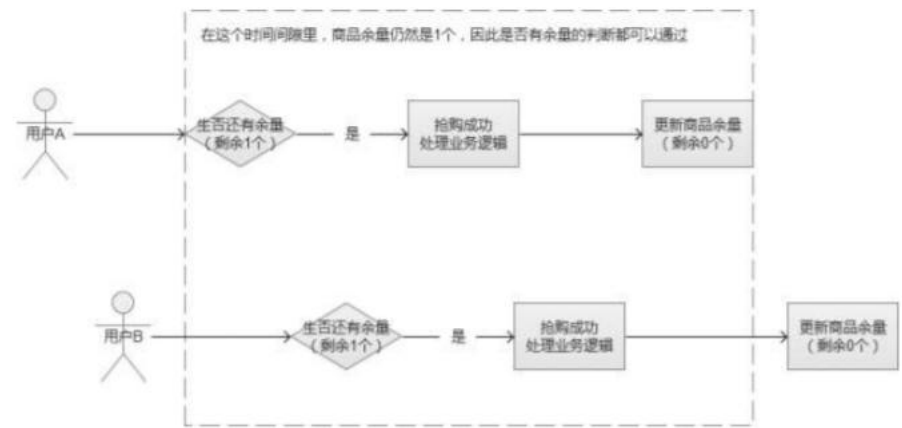 在这个时间间隙里，商品余量仍然是1个，因此是否有余量的判断都可以通过
用户A
生否还有余量
（剩余1个）
是
抢购成功
处理业务逻辑
更新商品余量
（剩余0个）
用户B
生否还有余量
（剩余1个）
是
抢购成功
处理业务逻辑
更新商品余量
（剩余0个）